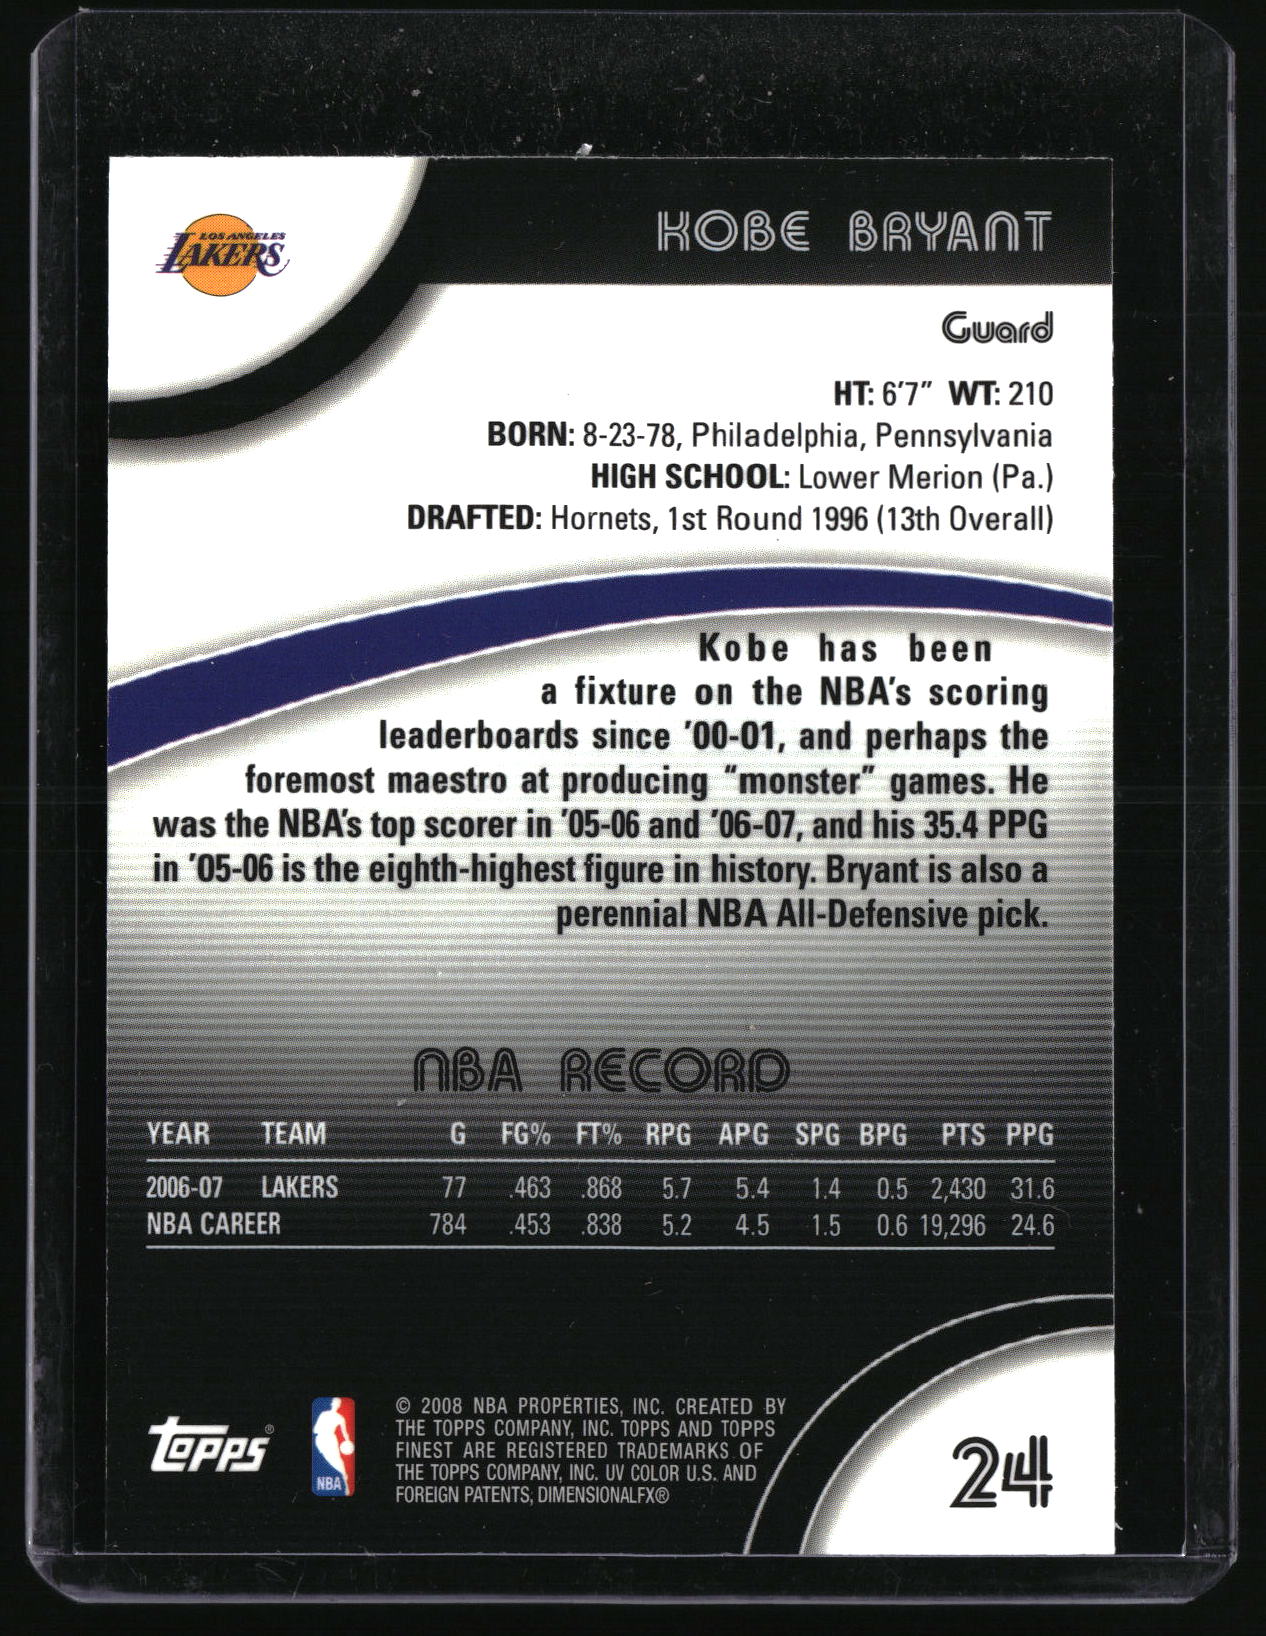 LOS ANGELES
LAKERS
KOBE BRYANT
Guard
HT: 6'7" WT: 210
BORN: 8-23-78, Philadelphia, Pennsylvania
HIGH SCHOOL: Lower Merion (Pa.)
DRAFTED: Hornets, 1st Round 1996 (13th Overall)
Kobe has been
a fixture on the NBA's scoring
leaderboards since '00-01, and perhaps the
foremost maestro at producing "monster" games. He
was the NBA's top scorer in '05-06 and '06-07, and his 35.4 PPG
in '05-06 is the eighth-highest figure in history. Bryant is also a
perennial NBA All-Defensive pick.
NBA RECORD
YEAR TEAM G FG% FT% RPG APG SPG BPG PTS PPG
2006-07 LAKERS 77 .463 .868 5.7 5.4 1.4 0.5 2,430 31.6
NBA CAREER 784 .453 .838 5.2 4.5 1.5 0.6 19,296 24.6
topps®
NBA
© 2008 NBA PROPERTIES, INC. CREATED BY
THE TOPPS COMPANY, INC. TOPPS AND TOPPS
FINEST ARE REGISTERED TRADEMARKS OF
THE TOPPS COMPANY, INC. UV COLOR U.S. AND
FOREIGN PATENTS, DIMENSIONALFX®
24